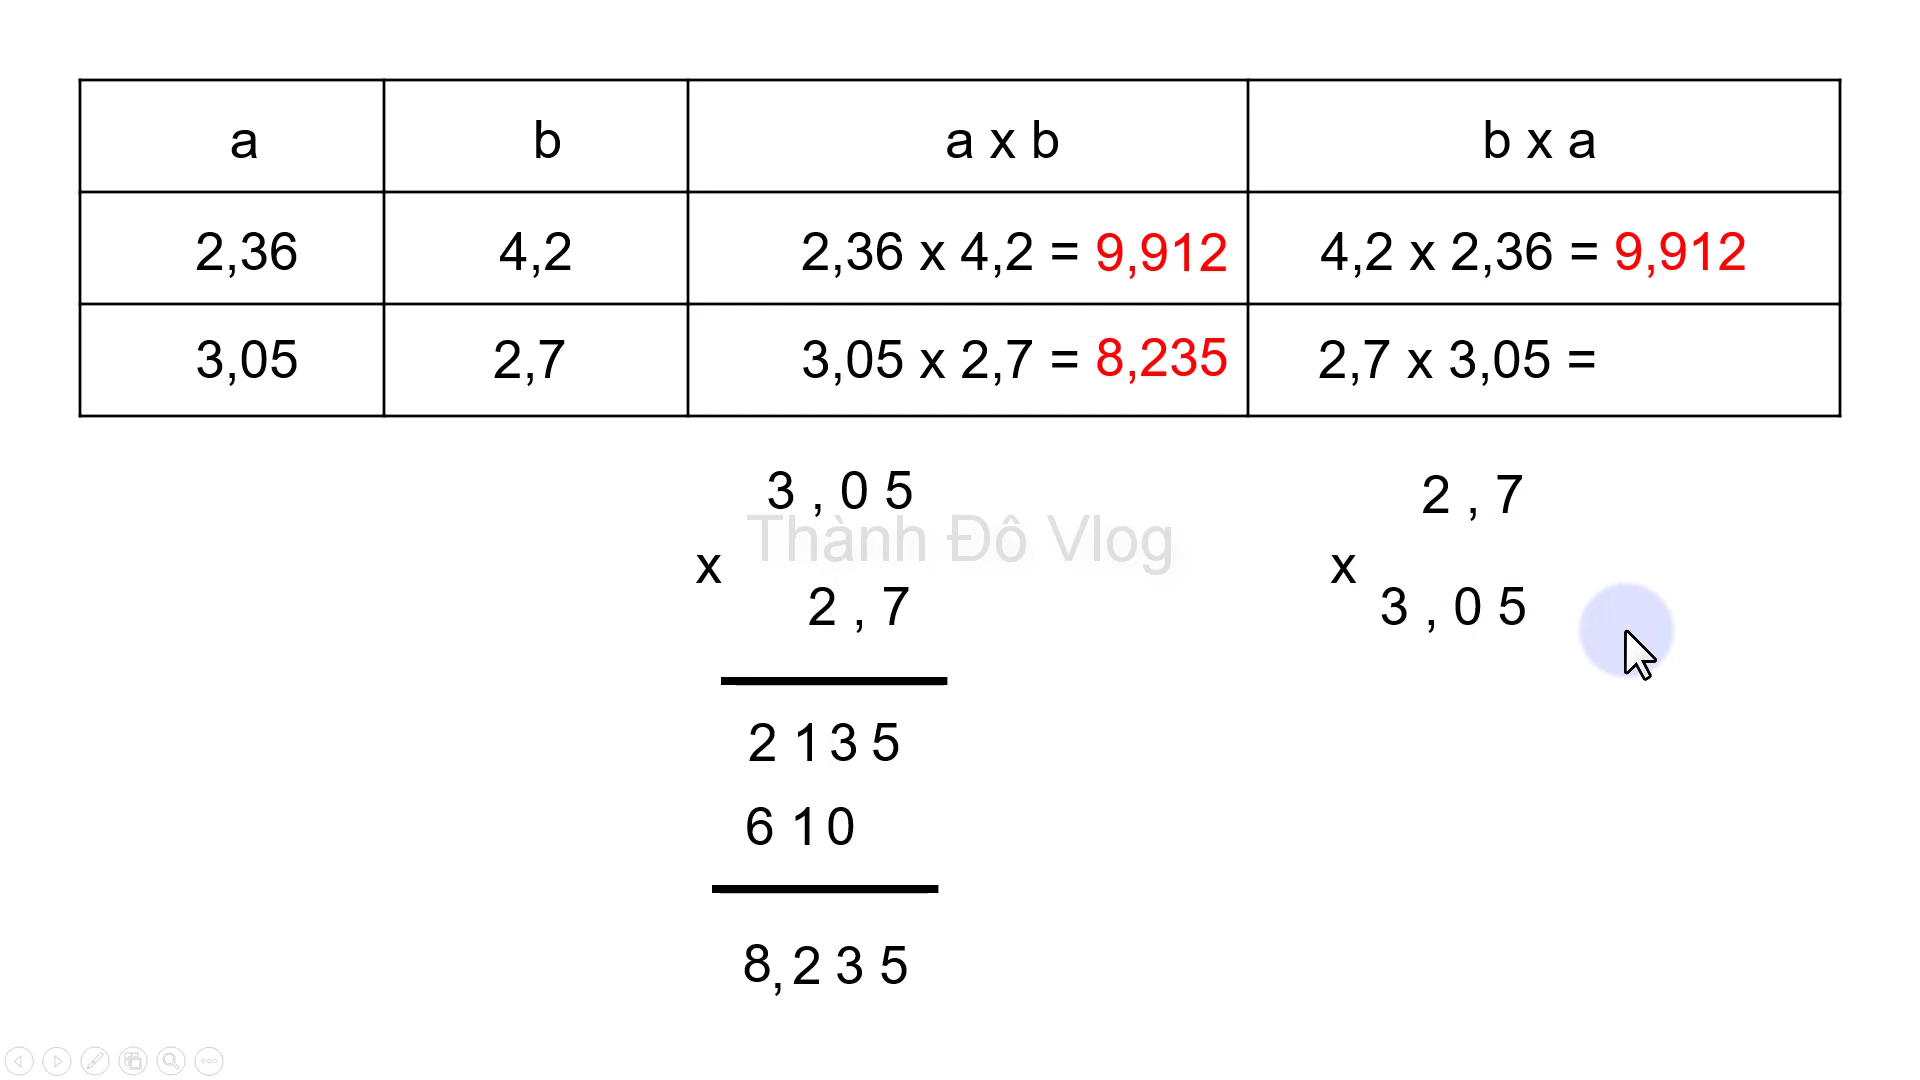 a b a x b b x a
2,36 4,2 2,36 x 4,2 = 9,912 4,2 x 2,36 = 9,912
3,05 2,7 3,05 x 2,7 = 8,235 2,7 x 3,05 =
3 , 0 5
2 , 7
Thành Đô Vlog
x
x
2 , 7
3 , 0 5
2 1 3 5
6 1 0
8 , 2 3 5